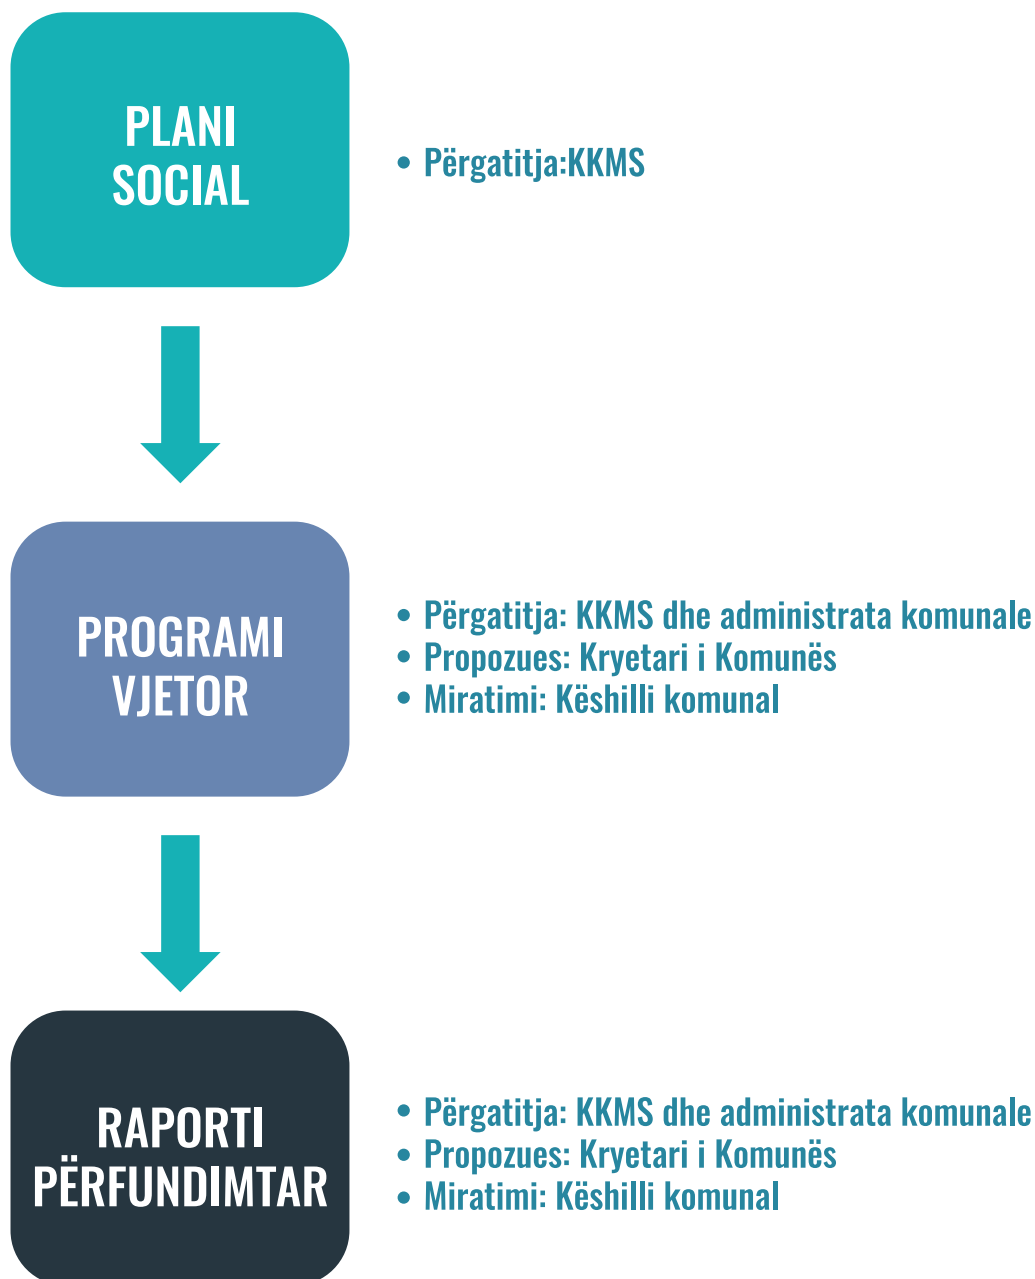 PLANI
SOCIAL
• Përgatitja:KKMS
PROGRAMI
VJETOR
• Përgatitja: KKMS dhe administrata komunale
• Propozues: Kryetari i Komunës
• Miratimi: Këshilli komunal
RAPORTI
PËRFUNDIMTAR
• Përgatitja: KKMS dhe administrata komunale
• Propozues: Kryetari i Komunës
• Miratimi: Këshilli komunal